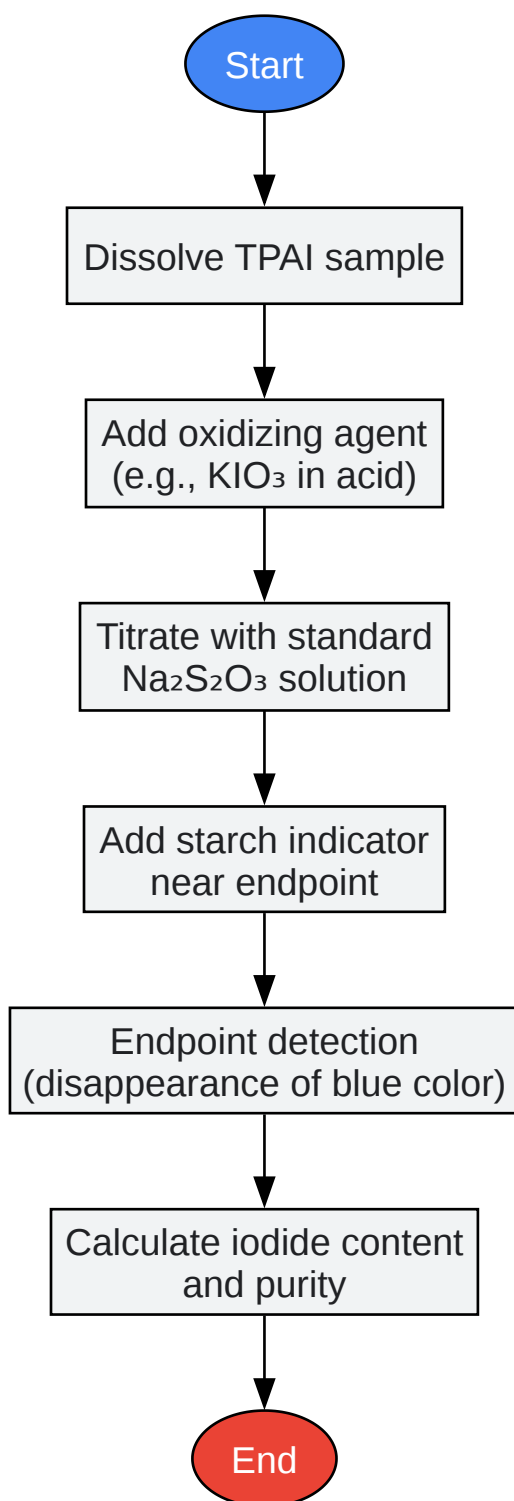 Start
Dissolve TPAI sample
Add oxidizing agent
(e.g., KIO₃ in acid)
Titrate with standard
Na₂S₂O₃ solution
Add starch indicator
near endpoint
Endpoint detection
(disappearance of blue color)
Calculate iodide content
and purity
End